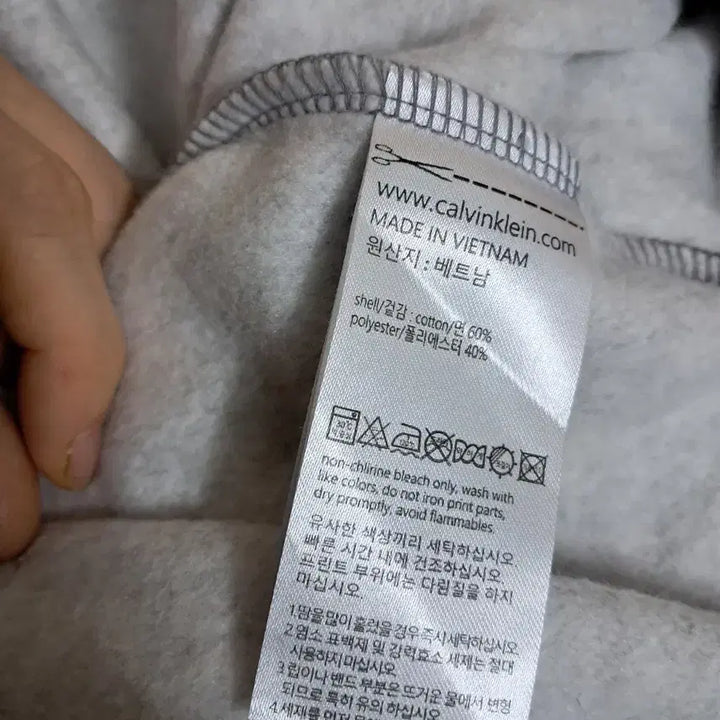 www.calvinklein.com
MADE IN VIETNAM
원산지 : 베트남
shell/겉감 : cotton/면 60%
polyester/폴리에스터 40%
non-chlirine bleach only, wash with
like colors, do not iron print parts,
dry promptly, avoid flammables.
유사한 색상끼리 세탁하십시오
빠른 시간 내에 건조하십시오
프린트 부위에는 다림질을 하지
마십시오.
1.땀을많이 흘렸을경우즉시세탁하십시오
2.염소 표백제 및 강력효소 세제는 절대
사용하지 마십시오
3.립이나 밴드 부분은 뜨거운 물에서 변형
되므로 특히 유의 하십시오
4.세제를 먼저